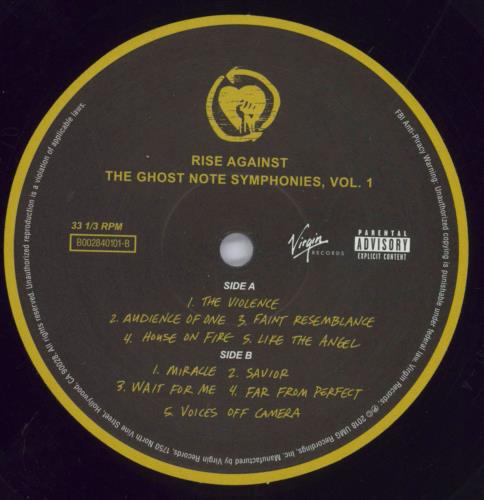 RISE AGAINST
THE GHOST NOTE SYMPHONIES, VOL. 1
33 1/3 RPM
B002840101-B
Virgin
RECORDS
PARENTAL
ADVISORY
EXPLICIT CONTENT
SIDE A
1. THE VIOLENCE
2. AUDIENCE OF ONE 3. FAINT RESEMBLANCE
4. HOUSE ON FIRE 5. LIKE THE ANGEL
SIDE B
1. MIRACLE 2. SAVIOR
3. WAIT FOR ME 4. FAR FROM PERFECT
5. VOICES OFF CAMERA
FBI Anti-Piracy Warning: Unauthorized copying is punishable under federal law. Virgin Records; ℗© 2018 UMG Recordings, Inc. Manufactured by Virgin Records, 1750 North Vine Street, Hollywood, CA 90028. All rights reserved. Unauthorized reproduction is a violation of applicable laws.